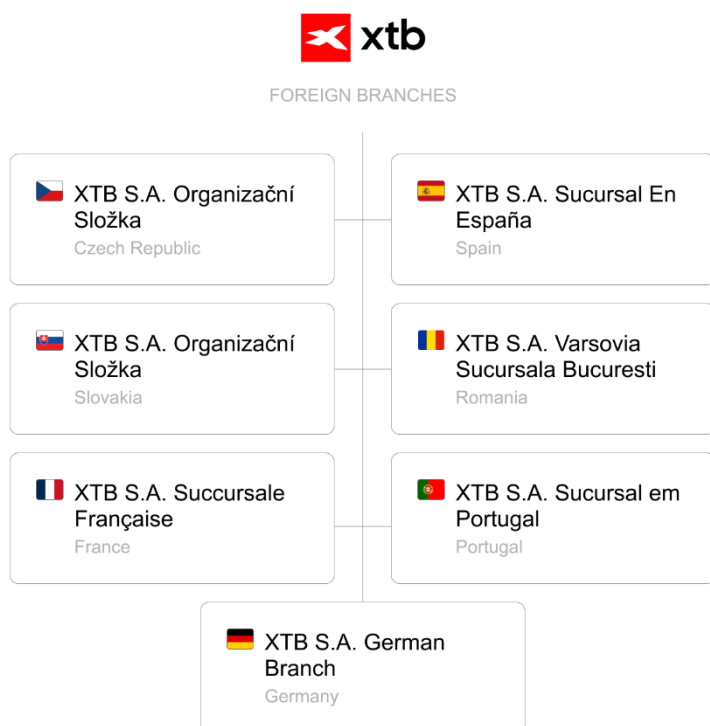 xtb
FOREIGN BRANCHES
XTB S.A. Organizační
Složka
Czech Republic
XTB S.A. Sucursal En
España
Spain
XTB S.A. Organizační
Složka
Slovakia
XTB S.A. Varsovia
Sucursala Bucuresti
Romania
XTB S.A. Succursale
Française
France
XTB S.A. Sucursal em
Portugal
Portugal
XTB S.A. German
Branch
Germany